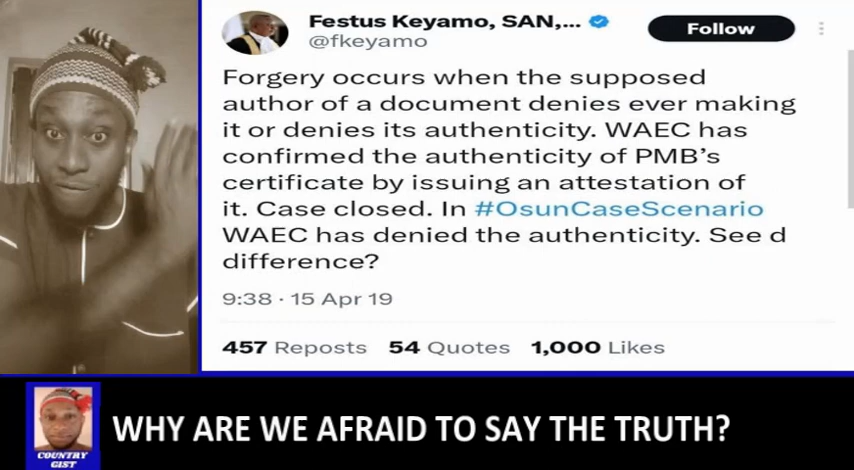 Festus Keyamo, SAN,...
@fkeyamo
Follow
Forgery occurs when the supposed
author of a document denies ever making
it or denies its authenticity. WAEC has
confirmed the authenticity of PMB's
certificate by issuing an attestation of
it. Case closed. In #OsunCaseScenario
WAEC has denied the authenticity. See d
difference?
9:38 · 15 Apr 19
457 Reposts 54 Quotes 1,000 Likes
WHY ARE WE AFRAID TO SAY THE TRUTH?
COUNTRY
GIST